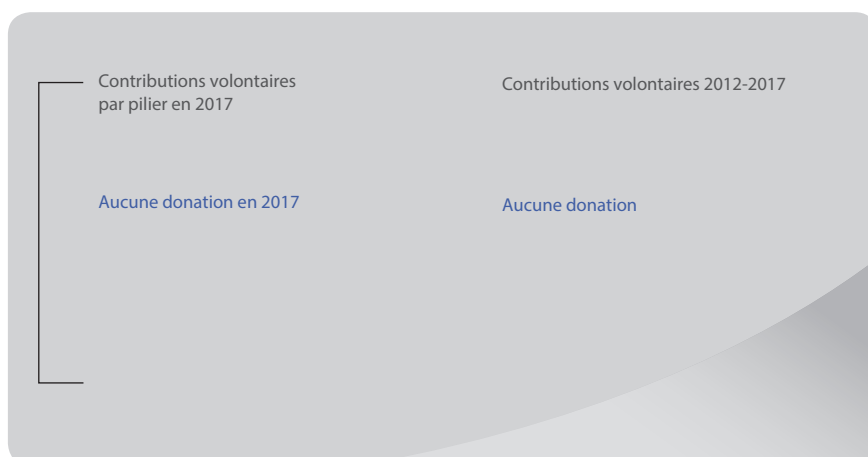 Contributions volontaires
par pilier en 2017
Aucune donation en 2017
Contributions volontaires 2012-2017
Aucune donation